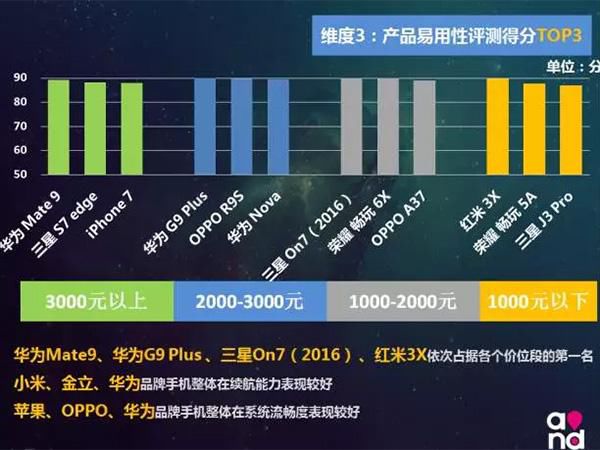 维度3：产品易用性评测得分TOP3
单位：分
90
80
70
60
50
华为 Mate 9
三星 S7 edge
iPhone 7
华为 G9 Plus
OPPO R9S
华为 Nova
三星 On7（2016）
荣耀 畅玩 6X
OPPO A37
红米 3X
荣耀 畅玩 5A
三星 J3 Pro
3000元以上
2000-3000元
1000-2000元
1000元以下
华为Mate9、华为G9 Plus 、三星On7（2016）、红米3X依次占据各个价位段的第一名
小米、金立、华为品牌手机整体在续航能力表现较好
苹果、OPPO、华为品牌手机整体在系统流畅度表现较好
and